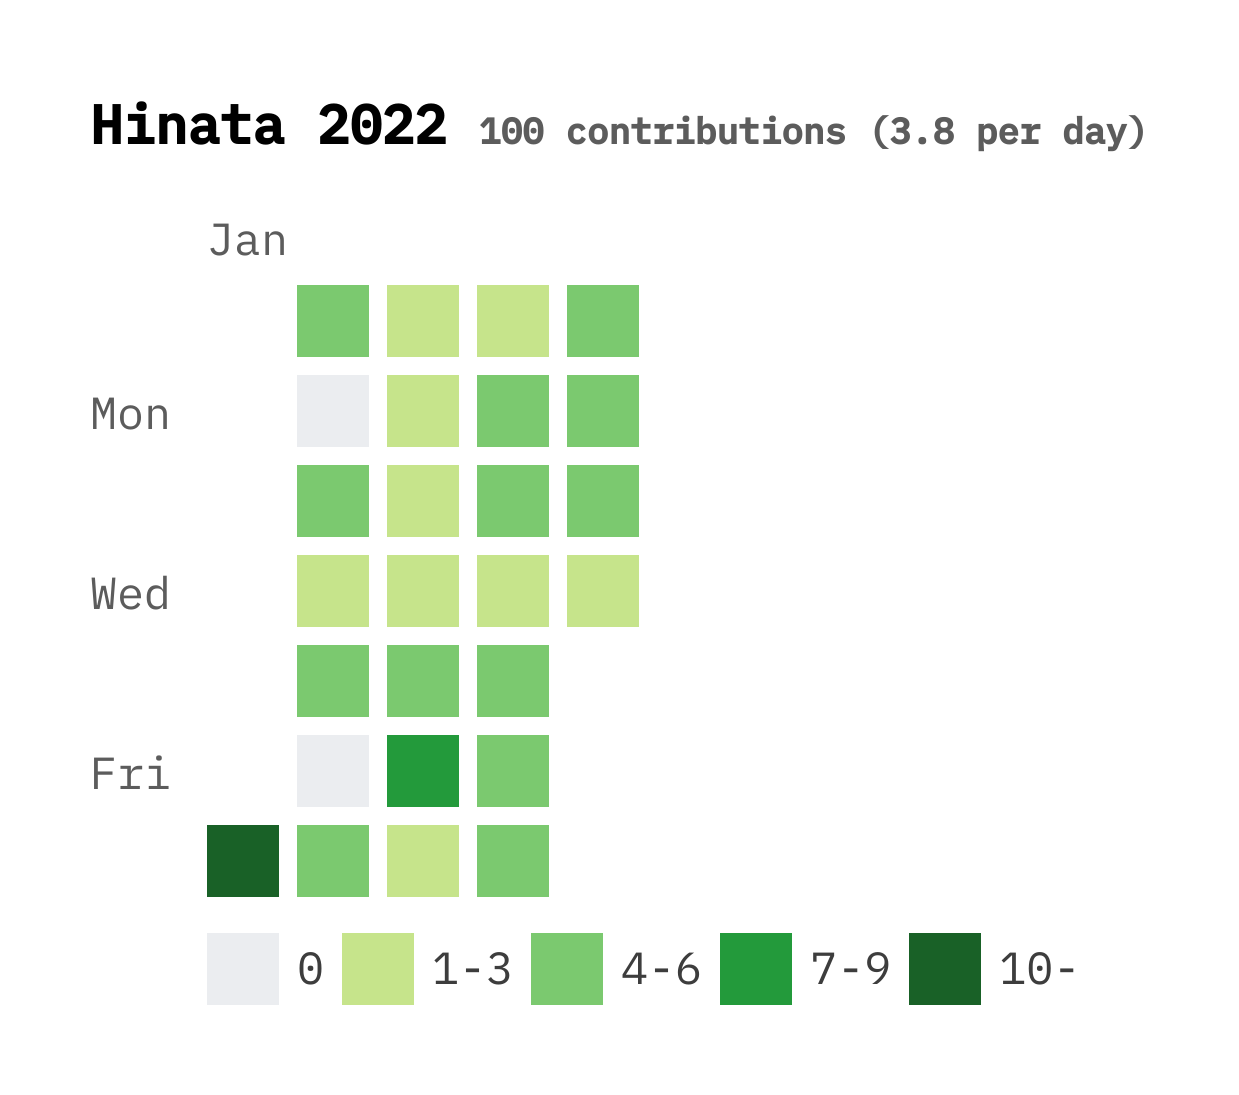 Hinata 2022 100 contributions (3.8 per day)
Jan
Mon
Wed
Fri
0 1-3 4-6 7-9 10-